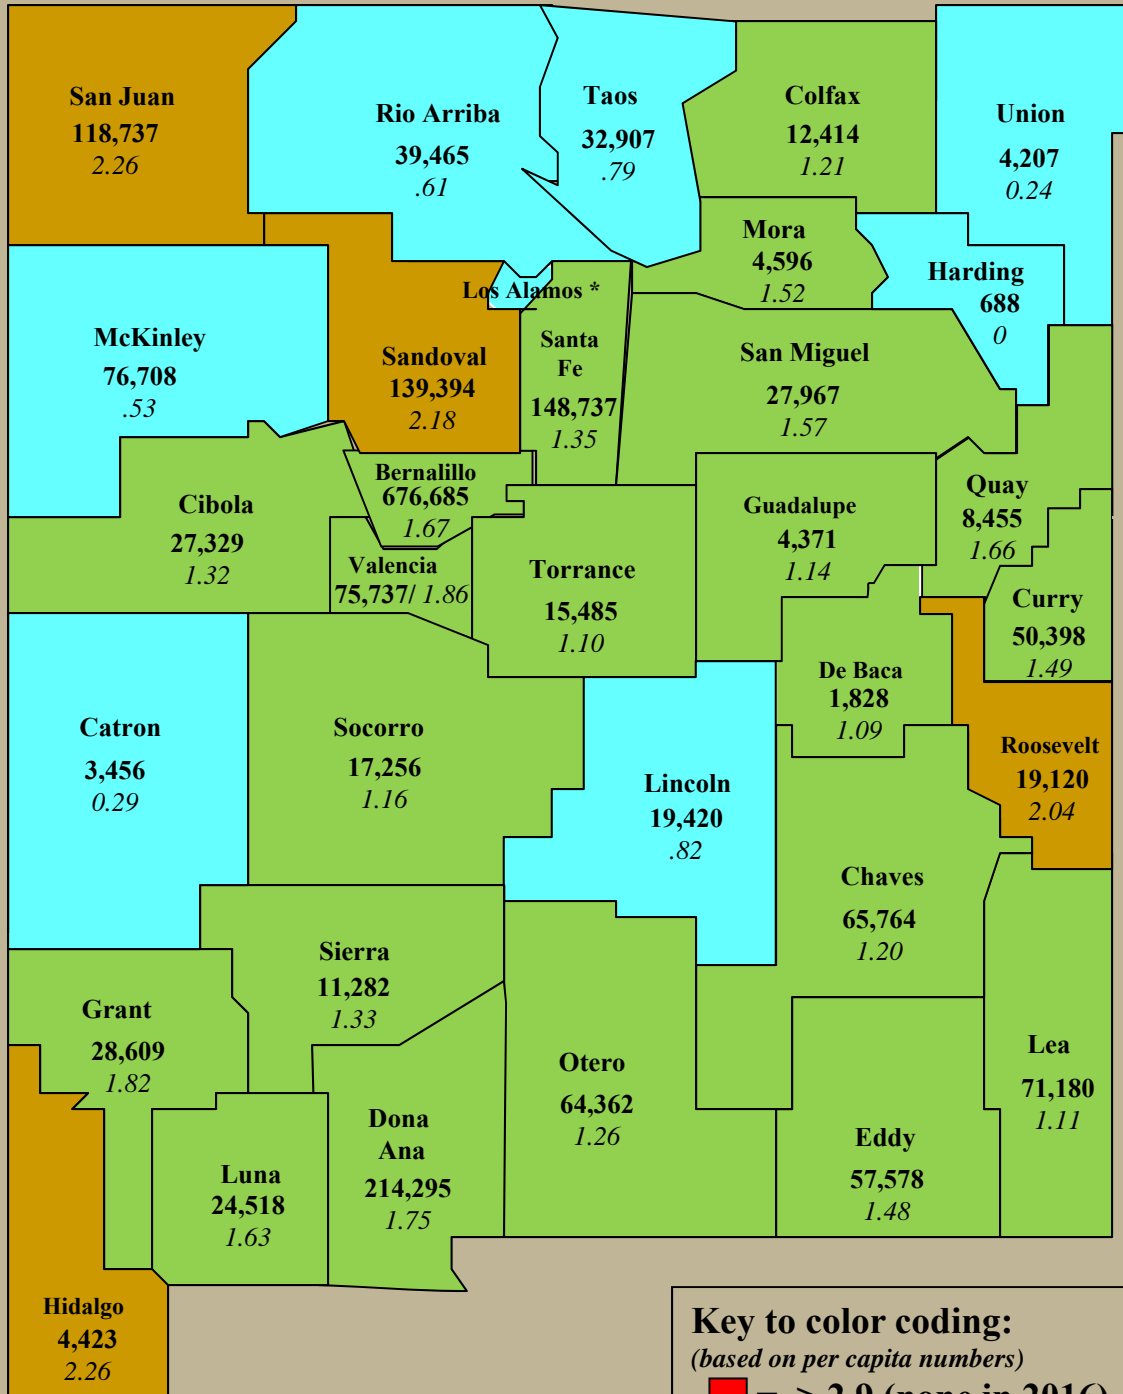 San Juan
118,737
2.26
Rio Arriba
39,465
.61
Taos
32,907
.79
Colfax
12,414
1.21
Union
4,207
0.24
Mora
4,596
1.52
Harding
688
0
Los Alamos *
McKinley
76,708
.53
Sandoval
139,394
2.18
Santa
Fe
148,737
1.35
San Miguel
27,967
1.57
Bernalillo
676,685
1.67
Cibola
27,329
1.32
Valencia
75,737/ 1.86
Torrance
15,485
1.10
Guadalupe
4,371
1.14
Quay
8,455
1.66
Curry
50,398
1.49
De Baca
1,828
1.09
Roosevelt
19,120
2.04
Catron
3,456
0.29
Socorro
17,256
1.16
Lincoln
19,420
.82
Chaves
65,764
1.20
Sierra
11,282
1.33
Grant
28,609
1.82
Otero
64,362
1.26
Lea
71,180
1.11
Dona
Ana
214,295
1.75
Eddy
57,578
1.48
Luna
24,518
1.63
Hidalgo
4,423
2.26
Key to color coding:
(based on per capita numbers)
= > 2.9 (none in 2016)